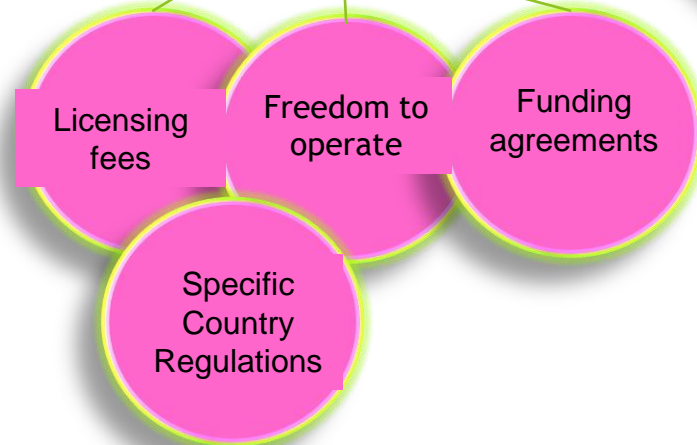 Licensing
fees
Freedom to
operate
Funding
agreements
Specific
Country
Regulations